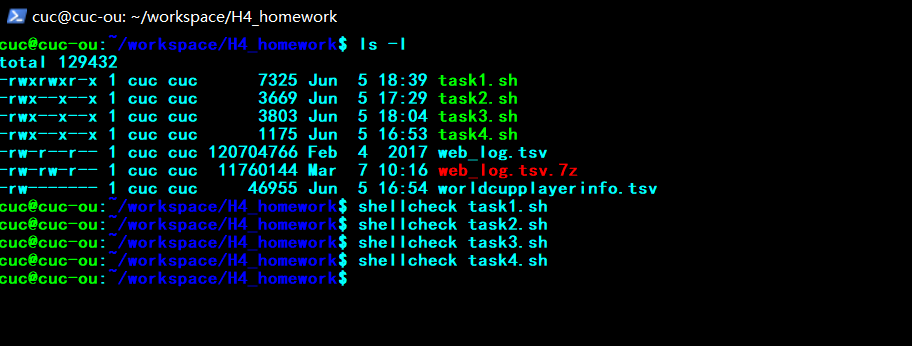 cuc@cuc-ou: ~/workspace/H4_homework
cuc@cuc-ou:~/workspace/H4_homework$ ls -l
total 129432
-rwxrwxr-x 1 cuc cuc      7325 Jun  5 18:39 task1.sh
-rwx--x--x 1 cuc cuc      3669 Jun  5 17:29 task2.sh
-rwx--x--x 1 cuc cuc      3803 Jun  5 18:04 task3.sh
-rwx--x--x 1 cuc cuc      1175 Jun  5 16:53 task4.sh
-rw-r--r-- 1 cuc cuc 120704766 Feb  4  2017 web_log.tsv
-rw-rw-r-- 1 cuc cuc  11760144 Mar  7 10:16 web_log.tsv.7z
-rw------- 1 cuc cuc     46955 Jun  5 16:54 worldcupplayerinfo.tsv
cuc@cuc-ou:~/workspace/H4_homework$ shellcheck task1.sh
cuc@cuc-ou:~/workspace/H4_homework$ shellcheck task2.sh
cuc@cuc-ou:~/workspace/H4_homework$ shellcheck task3.sh
cuc@cuc-ou:~/workspace/H4_homework$ shellcheck task4.sh
cuc@cuc-ou:~/workspace/H4_homework$